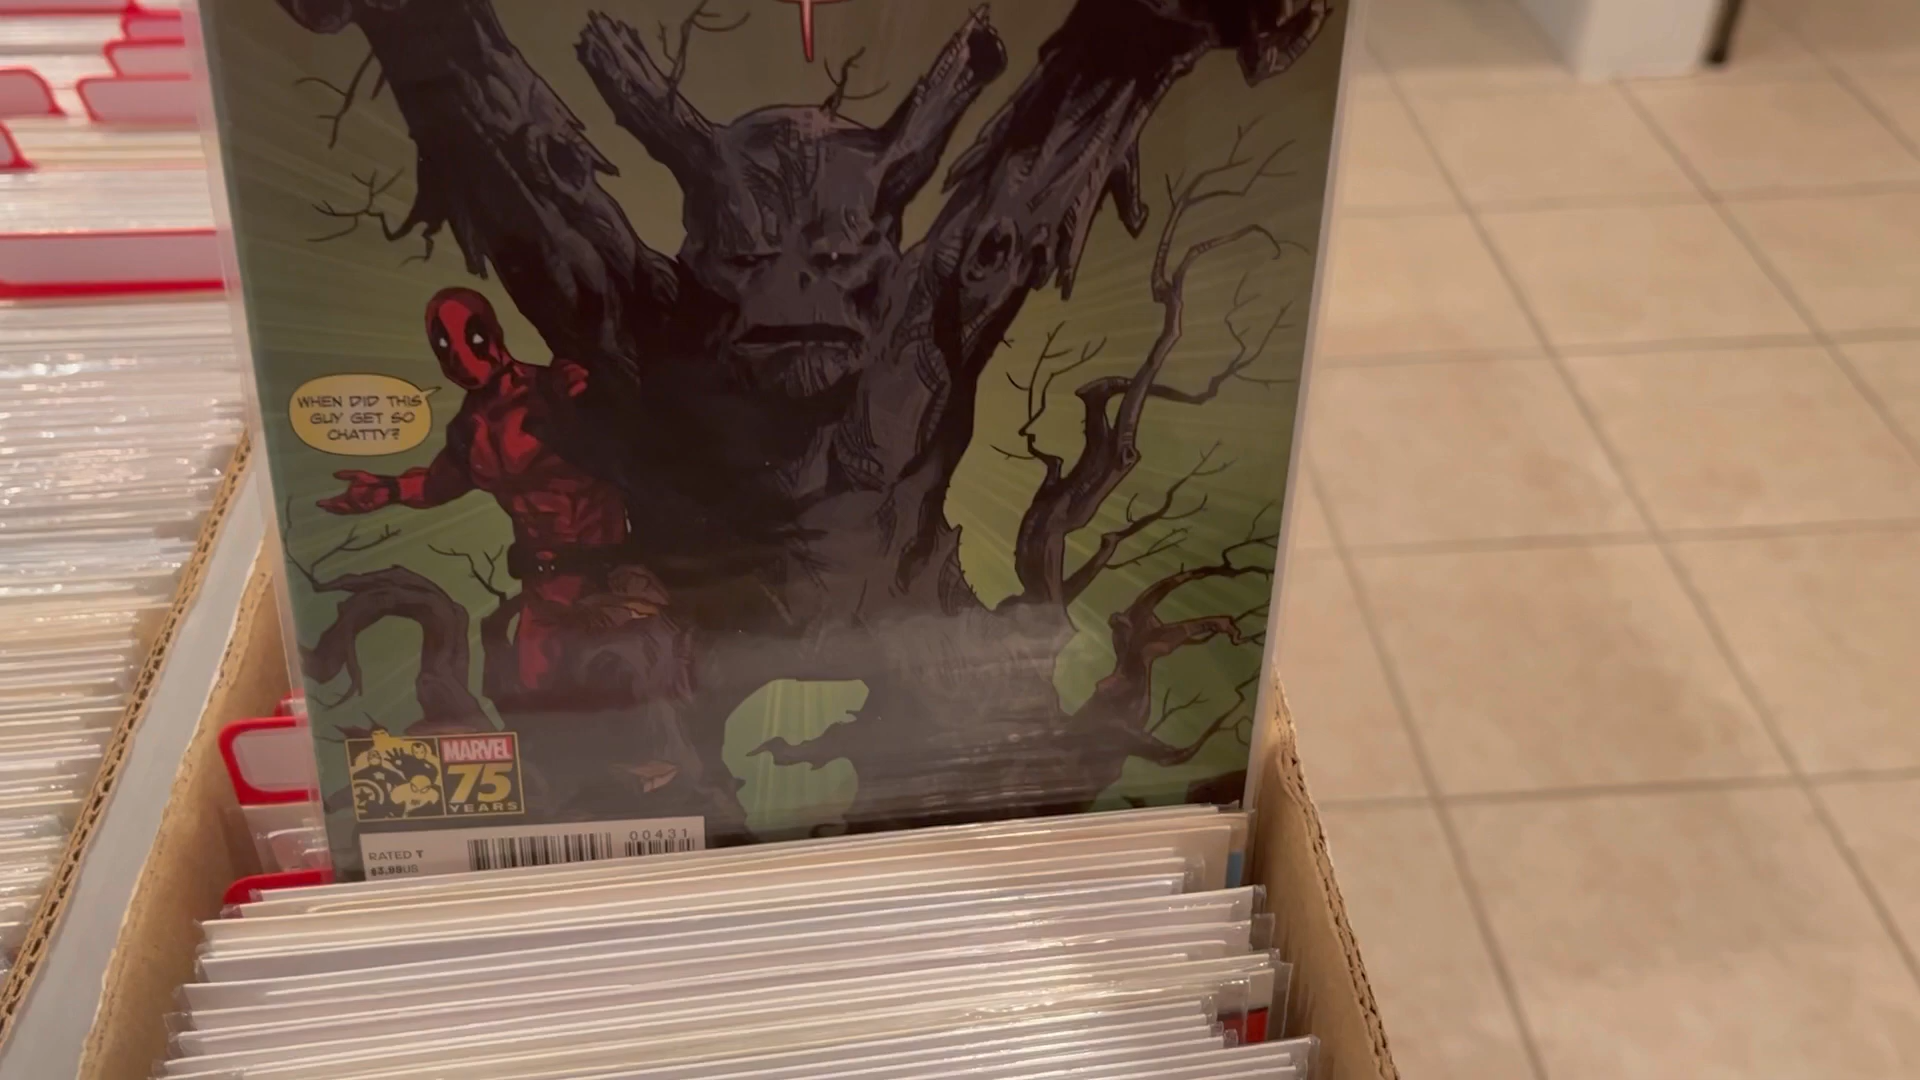 WHEN DID THIS
GUY GET SO
CHATTY?
MARVEL
75
YEARS
00431
RATED T
$3.99US